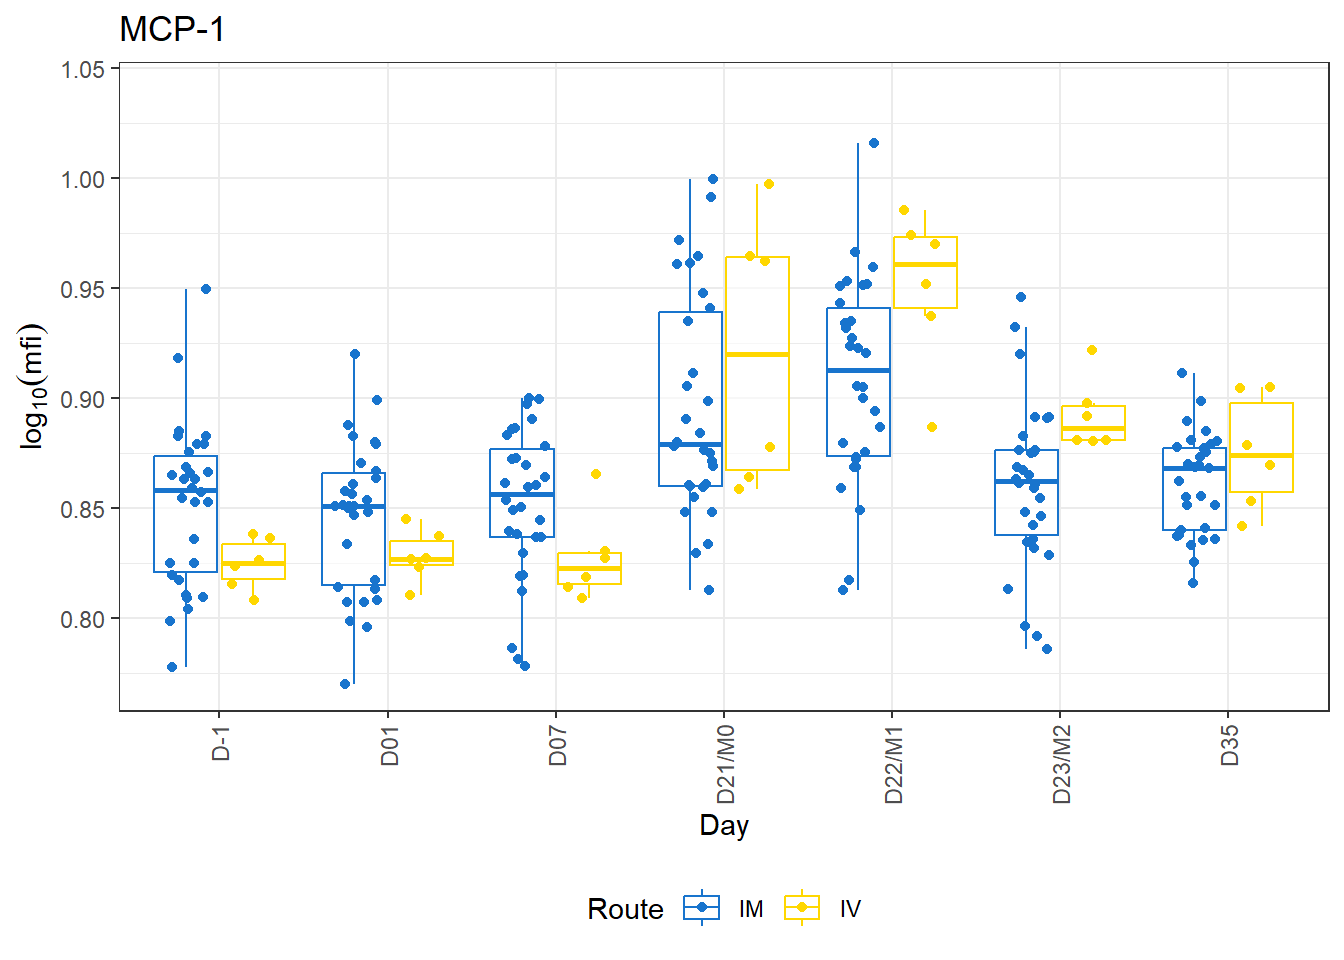 MCP-1
1.05
1.00
0.95
0.90
0.85
0.80
log₁₀(mfi)
D-1
D01
D07
D21/M0
D22/M1
D23/M2
D35
Day
Route IM IV